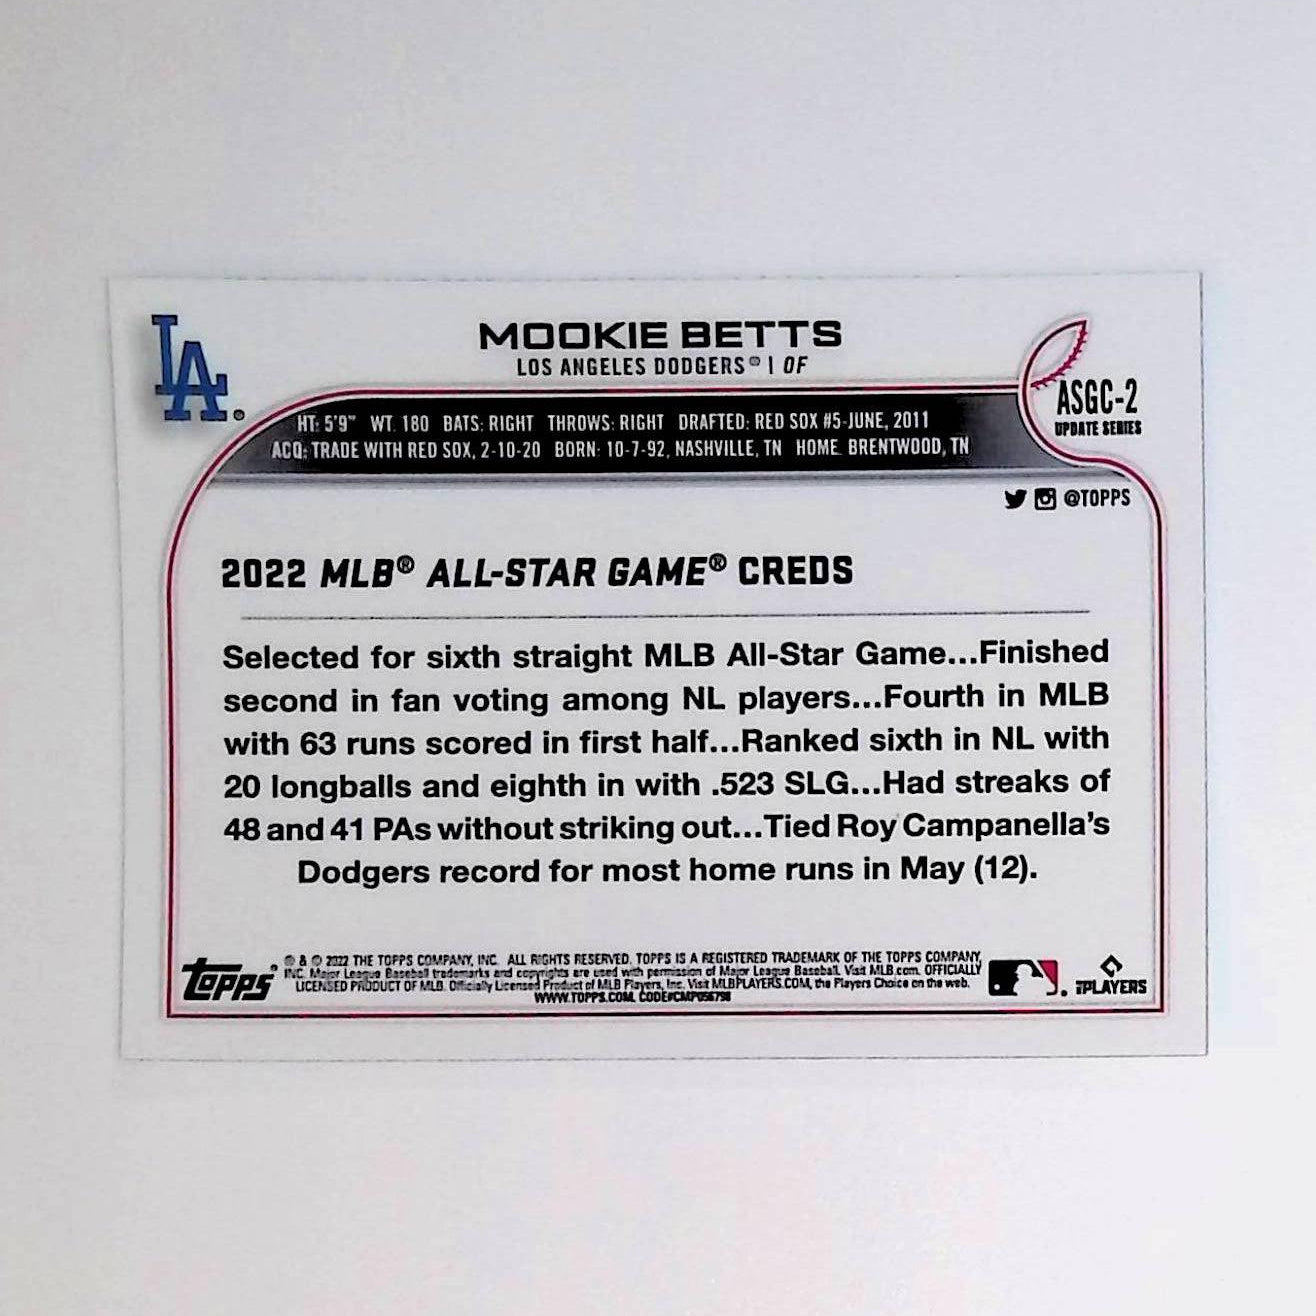 LA
MOOKIE BETTS
LOS ANGELES DODGERS® | OF
ASGC-2
UPDATE SERIES
HT: 5'9" WT. 180 BATS: RIGHT THROWS: RIGHT DRAFTED: RED SOX #5-JUNE, 2011
ACQ: TRADE WITH RED SOX, 2-10-20 BORN: 10-7-92, NASHVILLE, TN HOME: BRENTWOOD, TN
@TOPPS
2022 MLB® ALL-STAR GAME® CREDS
Selected for sixth straight MLB All-Star Game...Finished
second in fan voting among NL players...Fourth in MLB
with 63 runs scored in first half...Ranked sixth in NL with
20 longballs and eighth in with .523 SLG...Had streaks of
48 and 41 PAs without striking out...Tied Roy Campanella's
Dodgers record for most home runs in May (12).
TOPPS
® & © 2022 THE TOPPS COMPANY, INC. ALL RIGHTS RESERVED. TOPPS IS A REGISTERED TRADEMARK OF THE TOPPS COMPANY,
INC. Major League Baseball trademarks and copyrights are used with permission of Major League Baseball. Visit MLB.com. OFFICIALLY
LICENSED PRODUCT OF MLB. Officially Licensed Product of MLB Players, Inc. Visit MLBPLAYERS.COM, the Players Choice on the web.
WWW.TOPPS.COM. CODE#CMP056798
PLAYERS